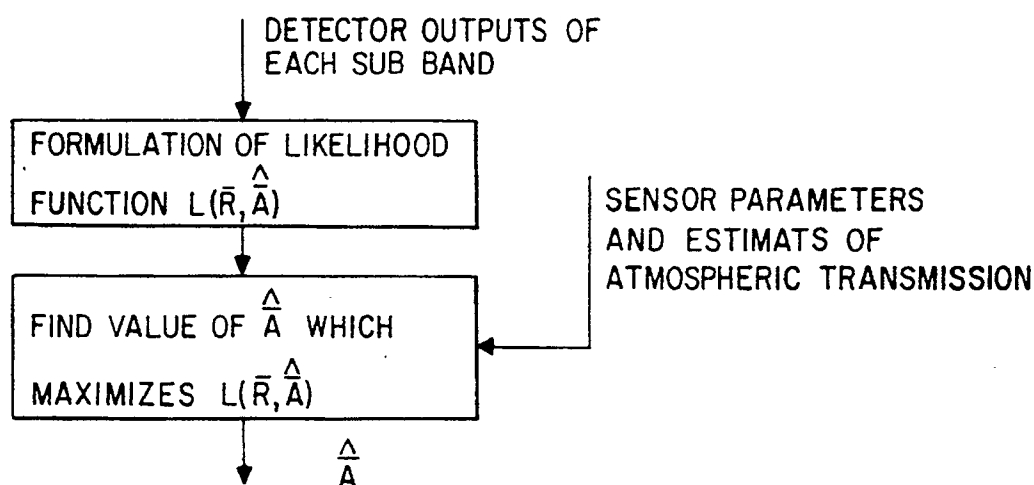 DETECTOR OUTPUTS OF
EACH SUB BAND
FORMULATION OF LIKELIHOOD
FUNCTION L(R̄, Â̄)
SENSOR PARAMETERS
AND ESTIMATS OF
ATMOSPHERIC TRANSMISSION
FIND VALUE OF Â̄ WHICH
MAXIMIZES L(R̄, Â̄)
Â̄